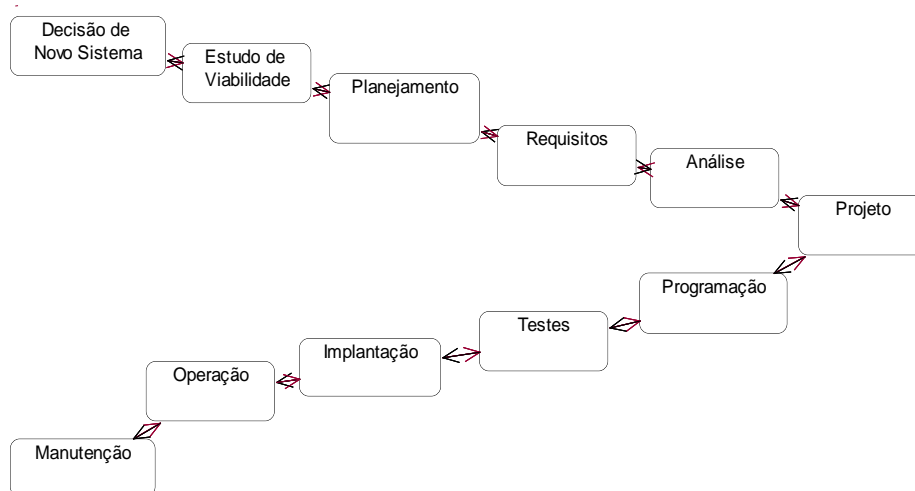 Decisão de
Novo Sistema
Estudo de
Viabilidade
Planejamento
Requisitos
Análise
Projeto
Programação
Testes
Implantação
Operação
Manutenção